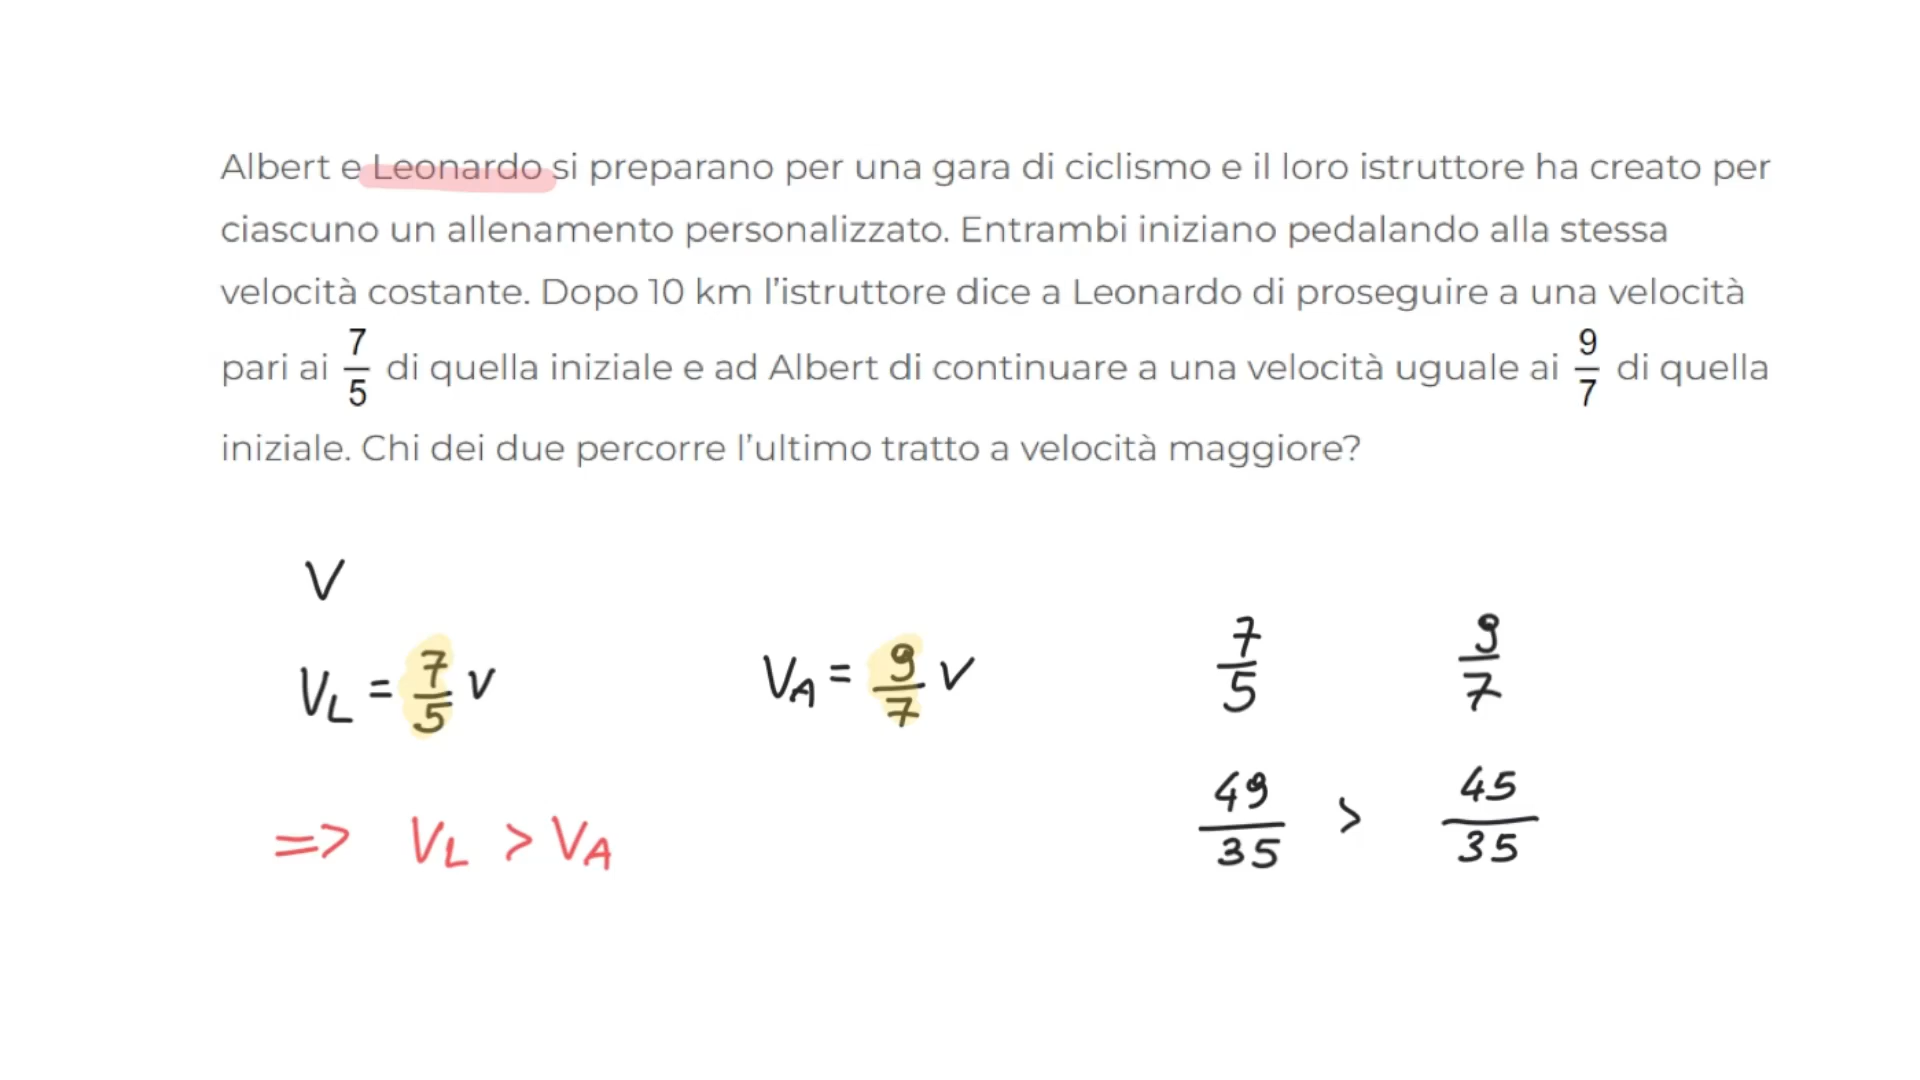 Albert e Leonardo si preparano per una gara di ciclismo e il loro istruttore ha creato per
ciascuno un allenamento personalizzato. Entrambi iniziano pedalando alla stessa
velocità costante. Dopo 10 km l'istruttore dice a Leonardo di proseguire a una velocità
pari ai 7/5 di quella iniziale e ad Albert di continuare a una velocità uguale ai 9/7 di quella
iniziale. Chi dei due percorre l'ultimo tratto a velocità maggiore?
V
V_L = 7/5 V
V_A = 9/7 V
7/5 9/7
49/35 > 45/35
=> V_L > V_A